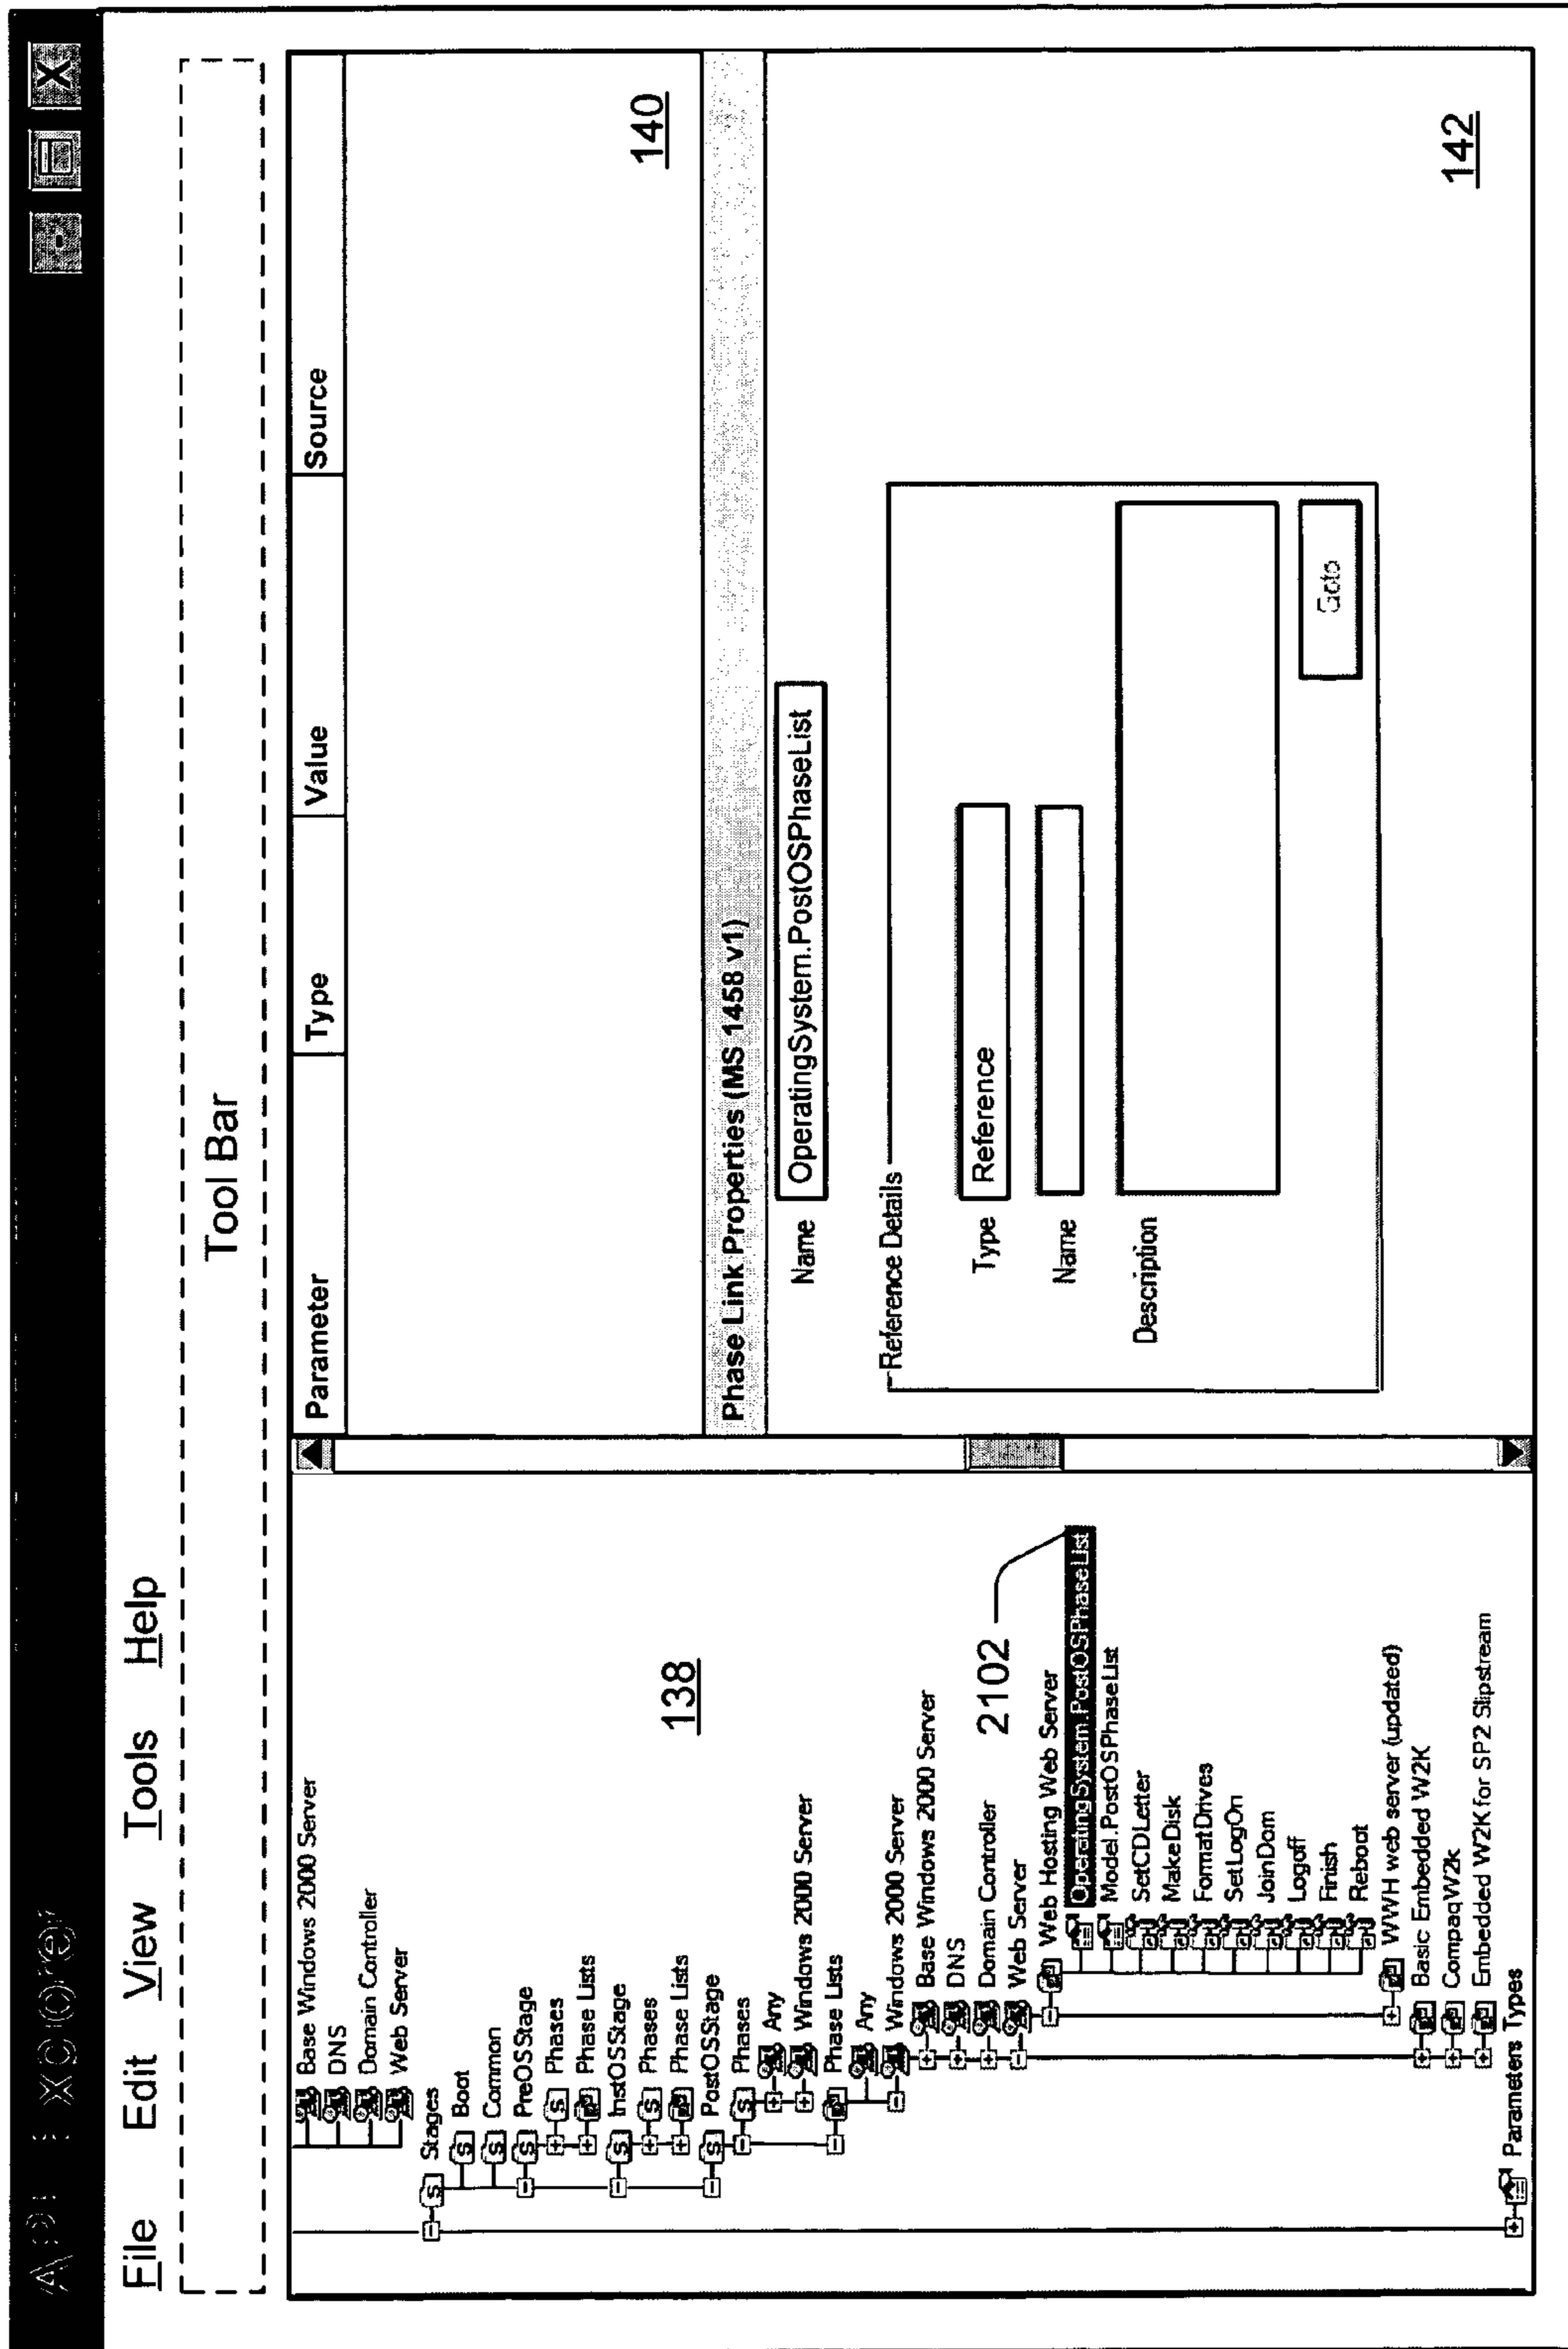 File Edit View Tools Help
Tool Bar
Base Windows 2000 Server
DNS
Domain Controller
Web Server
Stages
Boot
Common
PreOSStage
Phases
Phase Lists
InstOSStage
Phases
Phase Lists
PostOSStage
Phases
Any
Windows 2000 Server
Phase Lists
Any
Windows 2000 Server
Base Windows 2000 Server
DNS
Domain Controller
Web Server
Web Hosting Web Server
OperatingSystem.PostOSPhaseList
Model.PostOSPhaseList
SetCDLetter
MakeDisk
FormatDrives
SetLogOn
JoinDom
Logoff
Finish
Reboot
WWH web server (updated)
Basic Embedded W2K
CompaqW2k
Embedded W2K for SP2 Slipstream
Parameters Types
138
2102
Parameter Type Value Source
140
Phase Link Properties (MS 1458 v1)
Name OperatingSystem.PostOSPhaseList
Reference Details
Type Reference
Name
Description
Goto
142